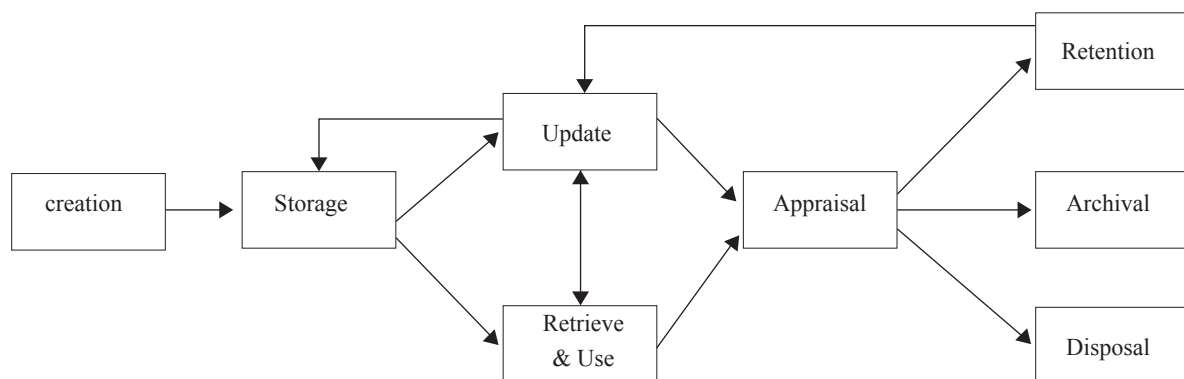 Retention
Update
creation
Storage
Appraisal
Archival
Retrieve
& Use
Disposal